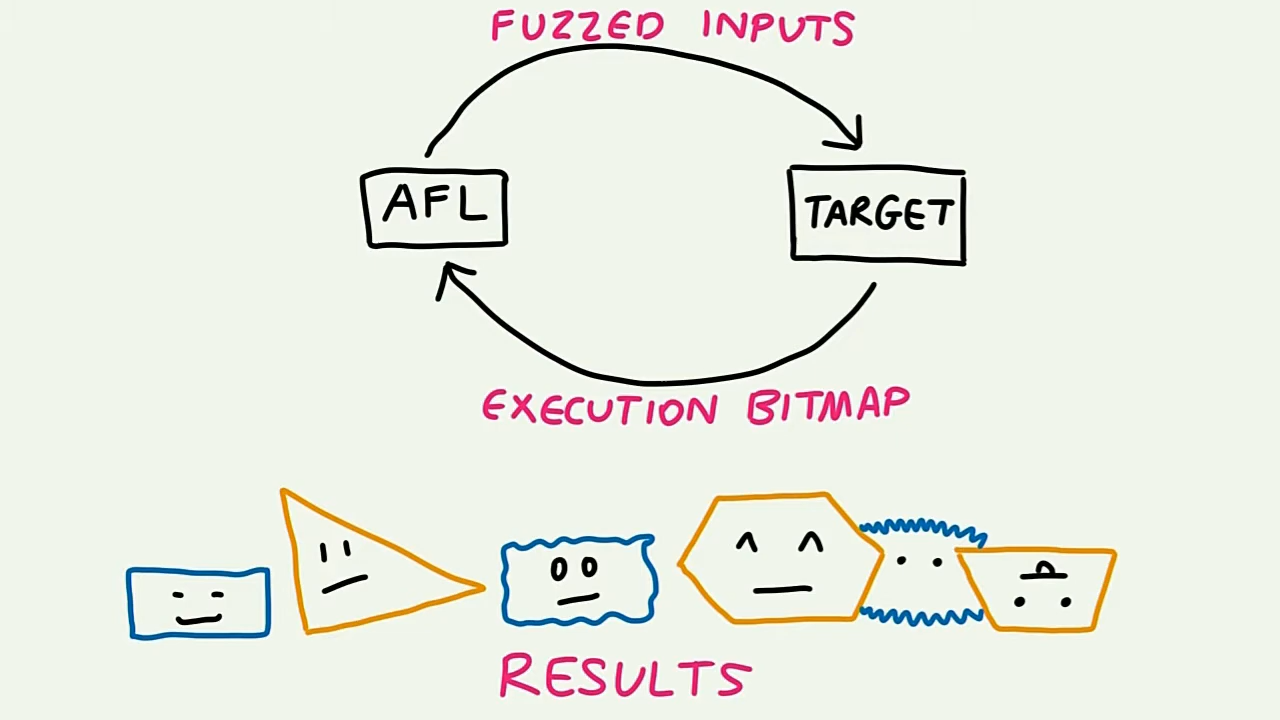 FUZZED INPUTS
AFL
TARGET
EXECUTION BITMAP
RESULTS